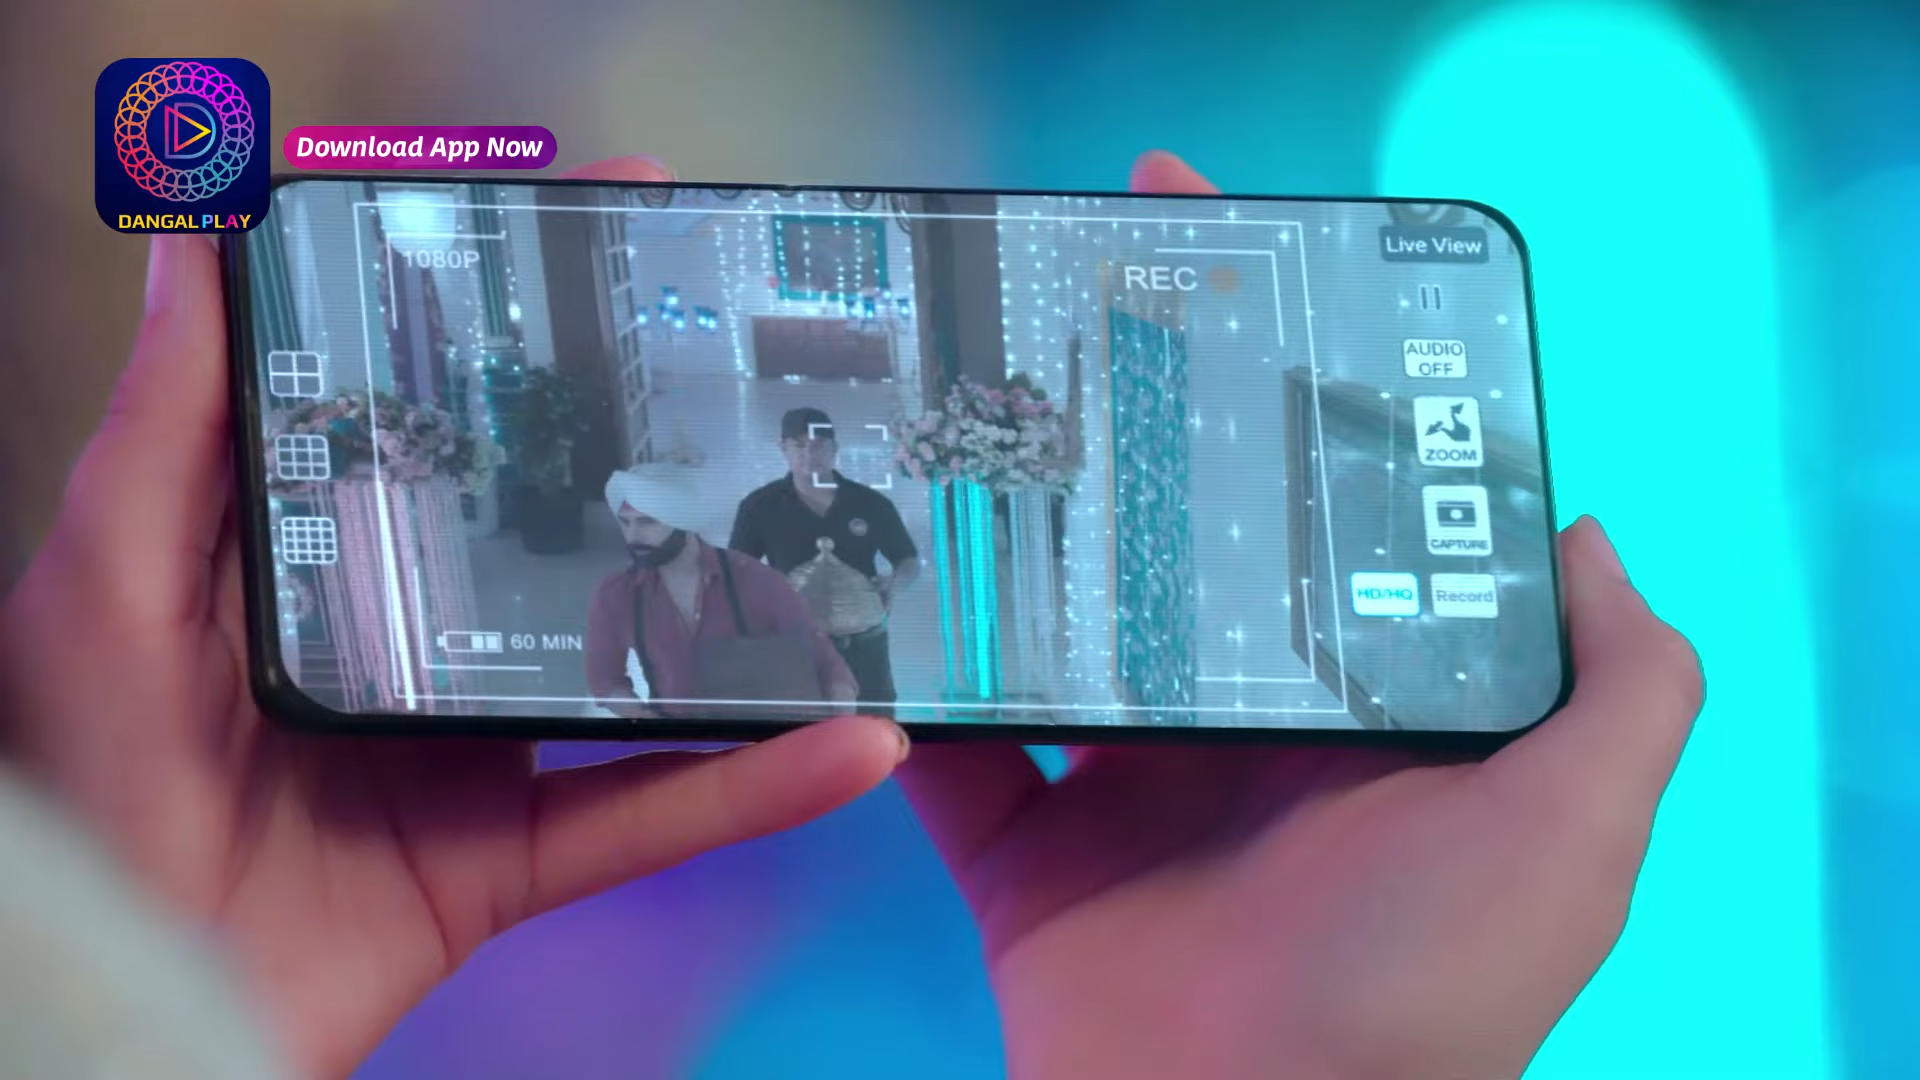 Download App Now
DANGAL PLAY
1080P
REC
Live View
AUDIO
OFF
ZOOM
CAPTURE
HD/HQ
Record
60 MIN